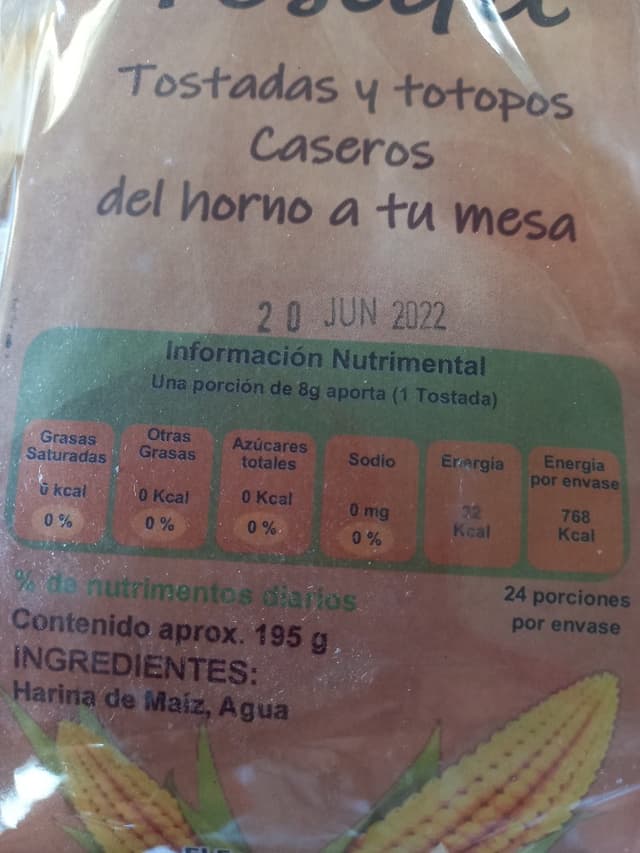 Tostadas y totopos
Caseros
del horno a tu mesa
20 JUN 2022
Información Nutrimental
Una porción de 8g aporta (1 Tostada)
Grasas Saturadas
0 kcal
0 %
Otras Grasas
0 Kcal
0 %
Azúcares totales
0 Kcal
0 %
Sodio
0 mg
0 %
Energia
32 Kcal
Energia por envase
768 Kcal
% de nutrimentos diarios
24 porciones
por envase
Contenido aprox. 195 g
INGREDIENTES:
Harina de Maíz, Agua